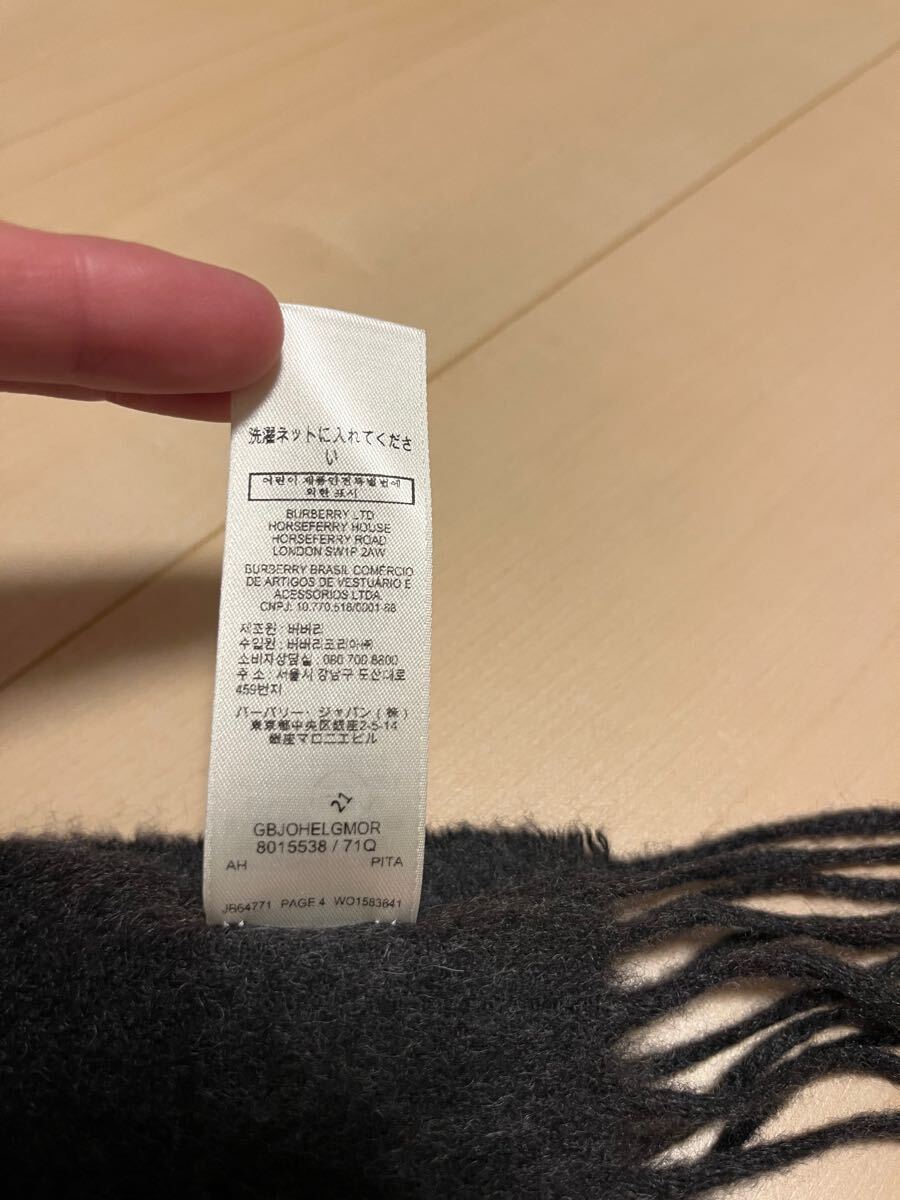 洗濯ネットに入れてくださ
い
어린이제품안전특별법에
의한 표시
BURBERRY LTD
HORSEFERRY HOUSE
HORSEFERRY ROAD
LONDON SW1P 2AW
BURBERRY BRASIL COMÉRCIO
DE ARTIGOS DE VESTUÁRIO E
ACESSÓRIOS LTDA.
CNPJ: 10.770.518/0001-68
제조원 : 버버리
수입원 : 버버리코리아㈜
소비자상담실 : 080 700 8800
주 소 : 서울시 강남구 도산대로
459번지
バーバリー・ジャパン(株)
東京都中央区銀座2-5-14
銀座マロニエビル
21
GBJOHELGMOR
8015538 / 71Q
AH PITA
JB64771 PAGE 4 WO1583641